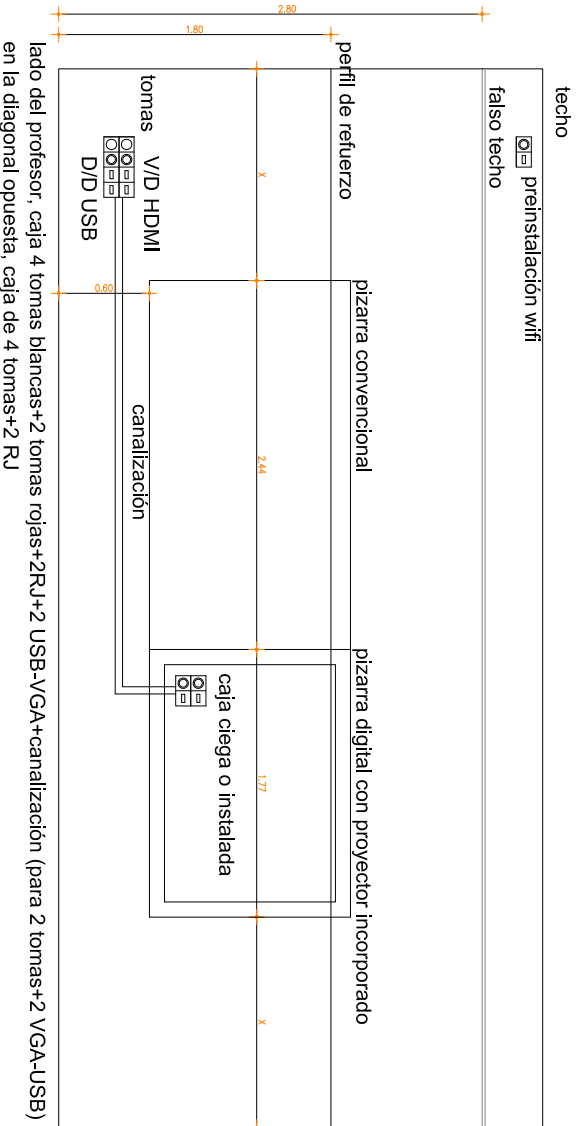 techo
preinstalación wifi
falso techo
2.80
1.80
perfil de refuerzo
pizarra convencional
pizarra digital con proyector incorporado
x
2.44
1.77
x
tomas
V/D HDMI
D/D USB
0.60
canalización
caja ciega o instalada
lado del profesor, caja 4 tomas blancas+2 tomas rojas+2RJ+2 USB-VGA+canalización (para 2 tomas+2 VGA-USB)
en la diagonal opuesta, caja de 4 tomas+2 RJ